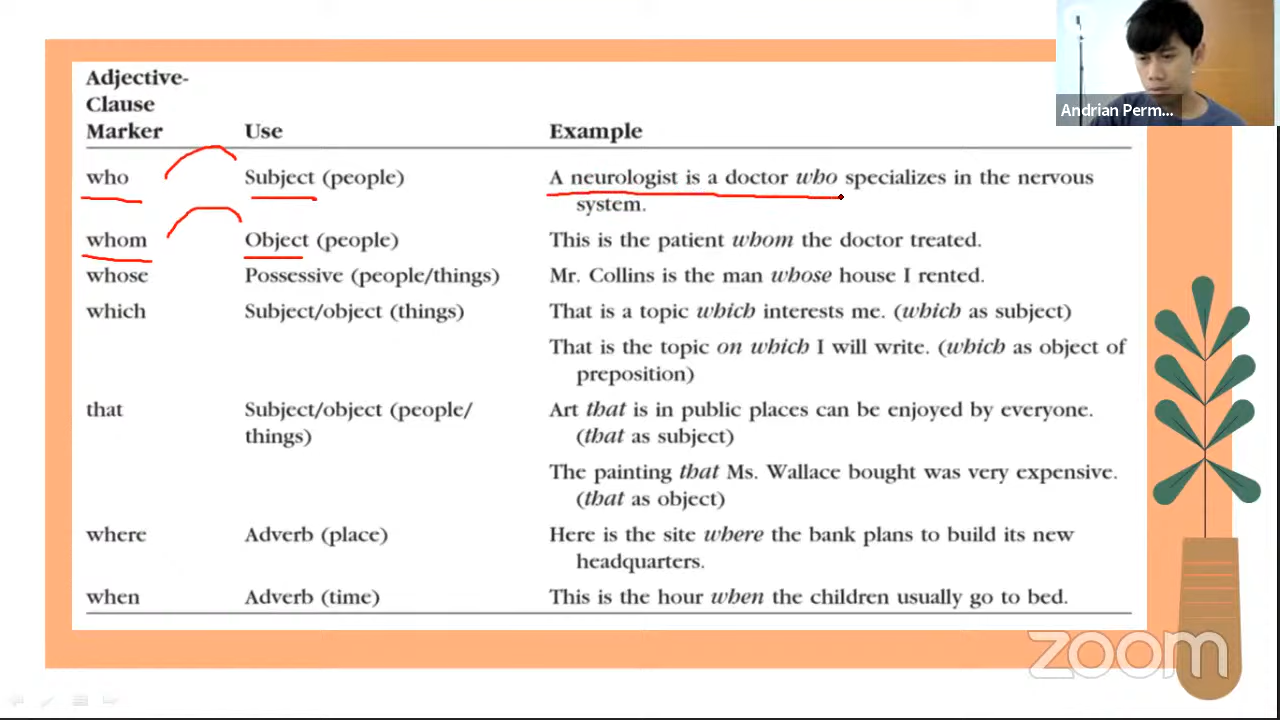 Andrian Perm...
Adjective-
Clause
Marker Use Example
who Subject (people) A neurologist is a doctor who specializes in the nervous
system.
whom Object (people) This is the patient whom the doctor treated.
whose Possessive (people/things) Mr. Collins is the man whose house I rented.
which Subject/object (things) That is a topic which interests me. (which as subject)
That is the topic on which I will write. (which as object of
preposition)
that Subject/object (people/ Art that is in public places can be enjoyed by everyone.
things) (that as subject)
The painting that Ms. Wallace bought was very expensive.
(that as object)
where Adverb (place) Here is the site where the bank plans to build its new
headquarters.
when Adverb (time) This is the hour when the children usually go to bed.
zoom